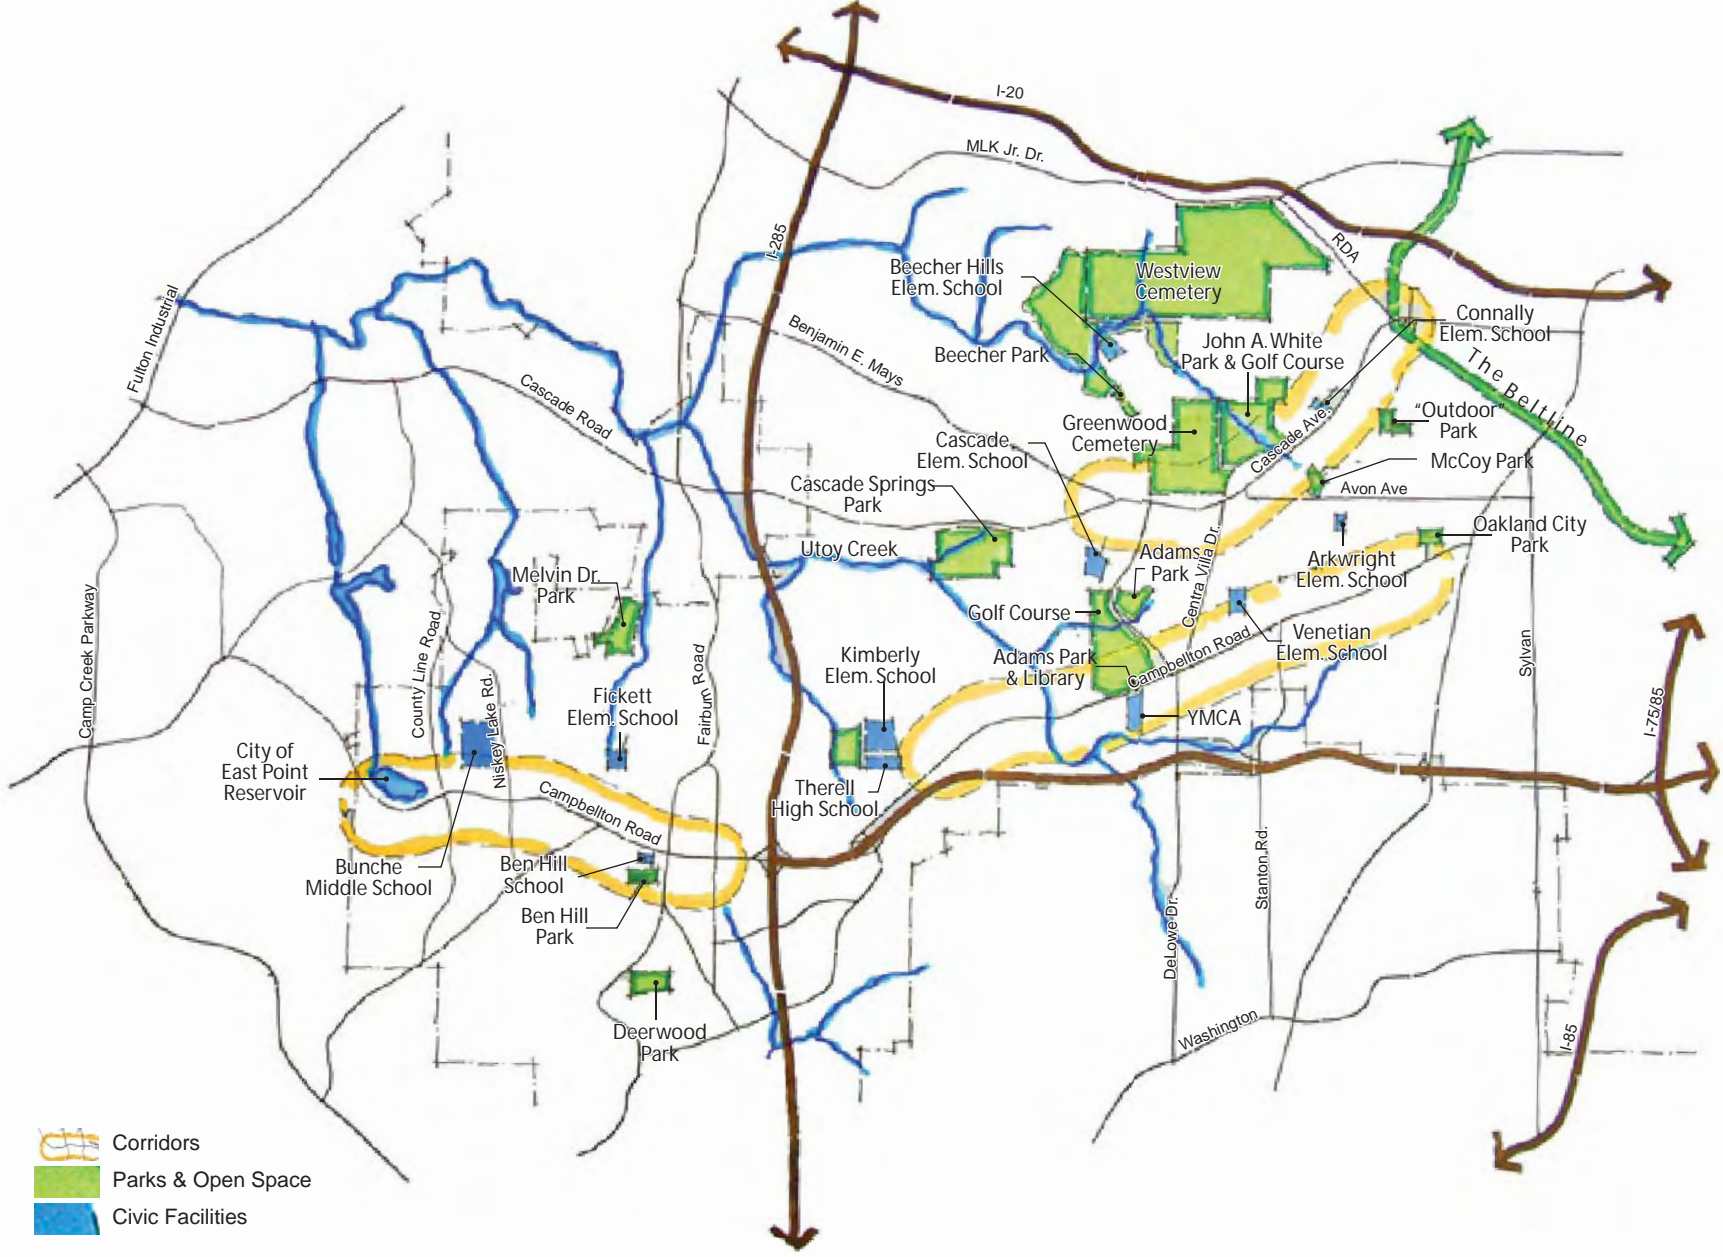 I-20
MLK Jr. Dr.
RDA
I-285
Beecher Hills
Elem. School
Westview
Cemetery
Connally
Elem. School
Fulton Industrial
Benjamin E. Mays
Beecher Park
John A. White
Park & Golf Course
The Beltline
Cascade Road
Greenwood
Cemetery
Cascade Ave.
"Outdoor"
Park
Cascade
Elem. School
McCoy Park
Cascade Springs
Park
Avon Ave
Oakland City
Park
Utoy Creek
Adams
Park
Centra Villa Dr.
Arkwright
Elem. School
Melvin Dr.
Park
Golf Course
Venetian
Elem. School
Camp Creek Parkway
County Line Road
Niskey Lake Rd.
Fairburn Road
Kimberly
Elem. School
Adams Park
& Library
Campbellton Road
Sylvan
I-75/85
Fickett
Elem. School
YMCA
City of
East Point
Reservoir
Therell
High School
Campbellton Road
Bunche
Middle School
Ben Hill
School
Ben Hill
Park
Stanton Rd.
DeLowe Dr.
Deerwood
Park
Washington
I-85
Corridors
Parks & Open Space
Civic Facilities